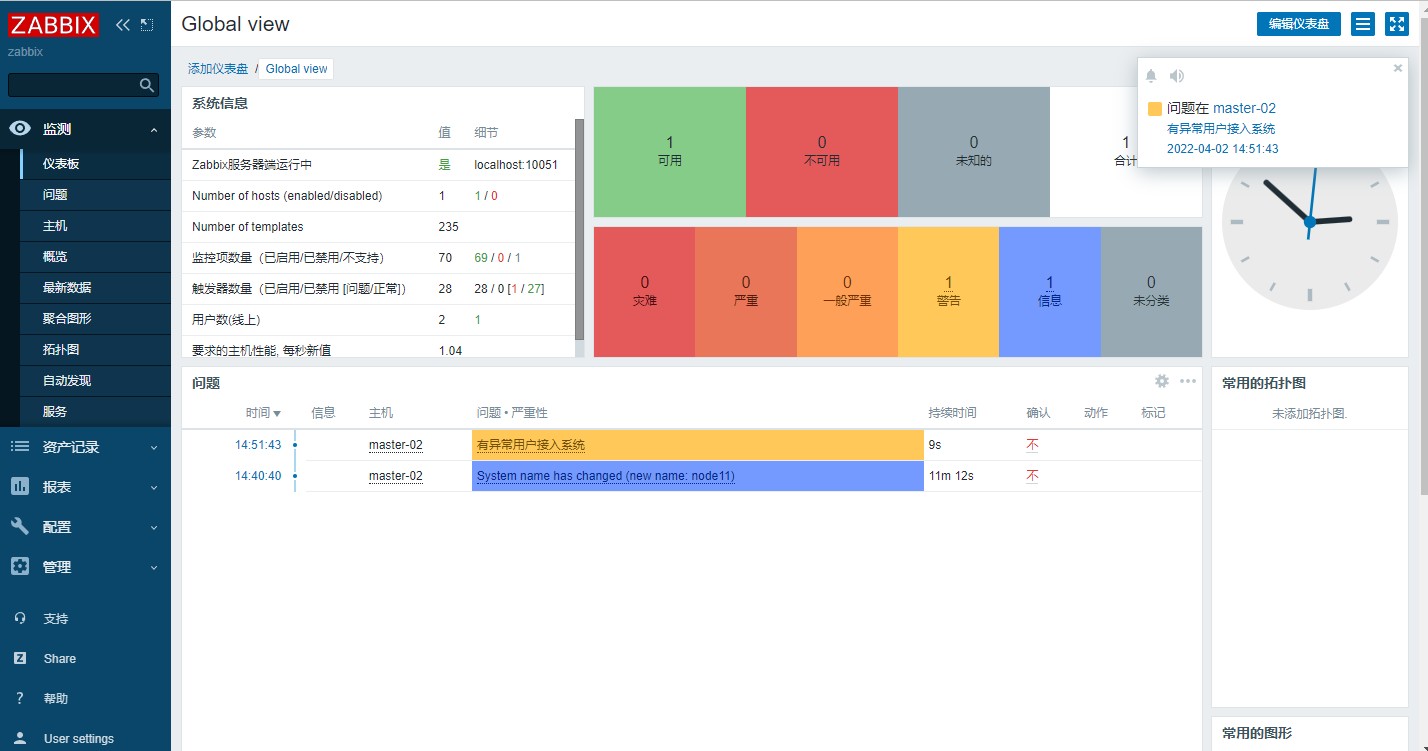 ZABBIX
zabbix
监测
仪表板
问题
主机
概览
最新数据
聚合图形
拓扑图
自动发现
服务
资产记录
报表
配置
管理
支持
Share
帮助
User settings
Global view
编辑仪表盘
添加仪表盘 / Global view
系统信息
参数 值 细节
Zabbix服务器端运行中 是 localhost:10051
Number of hosts (enabled/disabled) 1 1 / 0
Number of templates 235
监控项数量（已启用/已禁用/不支持） 70 69 / 0 / 1
触发器数量（已启用/已禁用 [问题/正常]） 28 28 / 0 [1 / 27]
用户数(线上) 2 1
要求的主机性能, 每秒新值 1.04
1 0 0 1
可用 不可用 未知的 合计
0 0 0 1 1 0
灾难 严重 一般严重 警告 信息 未分类
问题在 master-02
有异常用户接入系统
2022-04-02 14:51:43
问题
时间 信息 主机 问题 • 严重性 持续时间 确认 动作 标记
14:51:43 master-02 有异常用户接入系统 9s 不
14:40:40 master-02 System name has changed (new name: node11) 11m 12s 不
常用的拓扑图
未添加拓扑图.
常用的图形